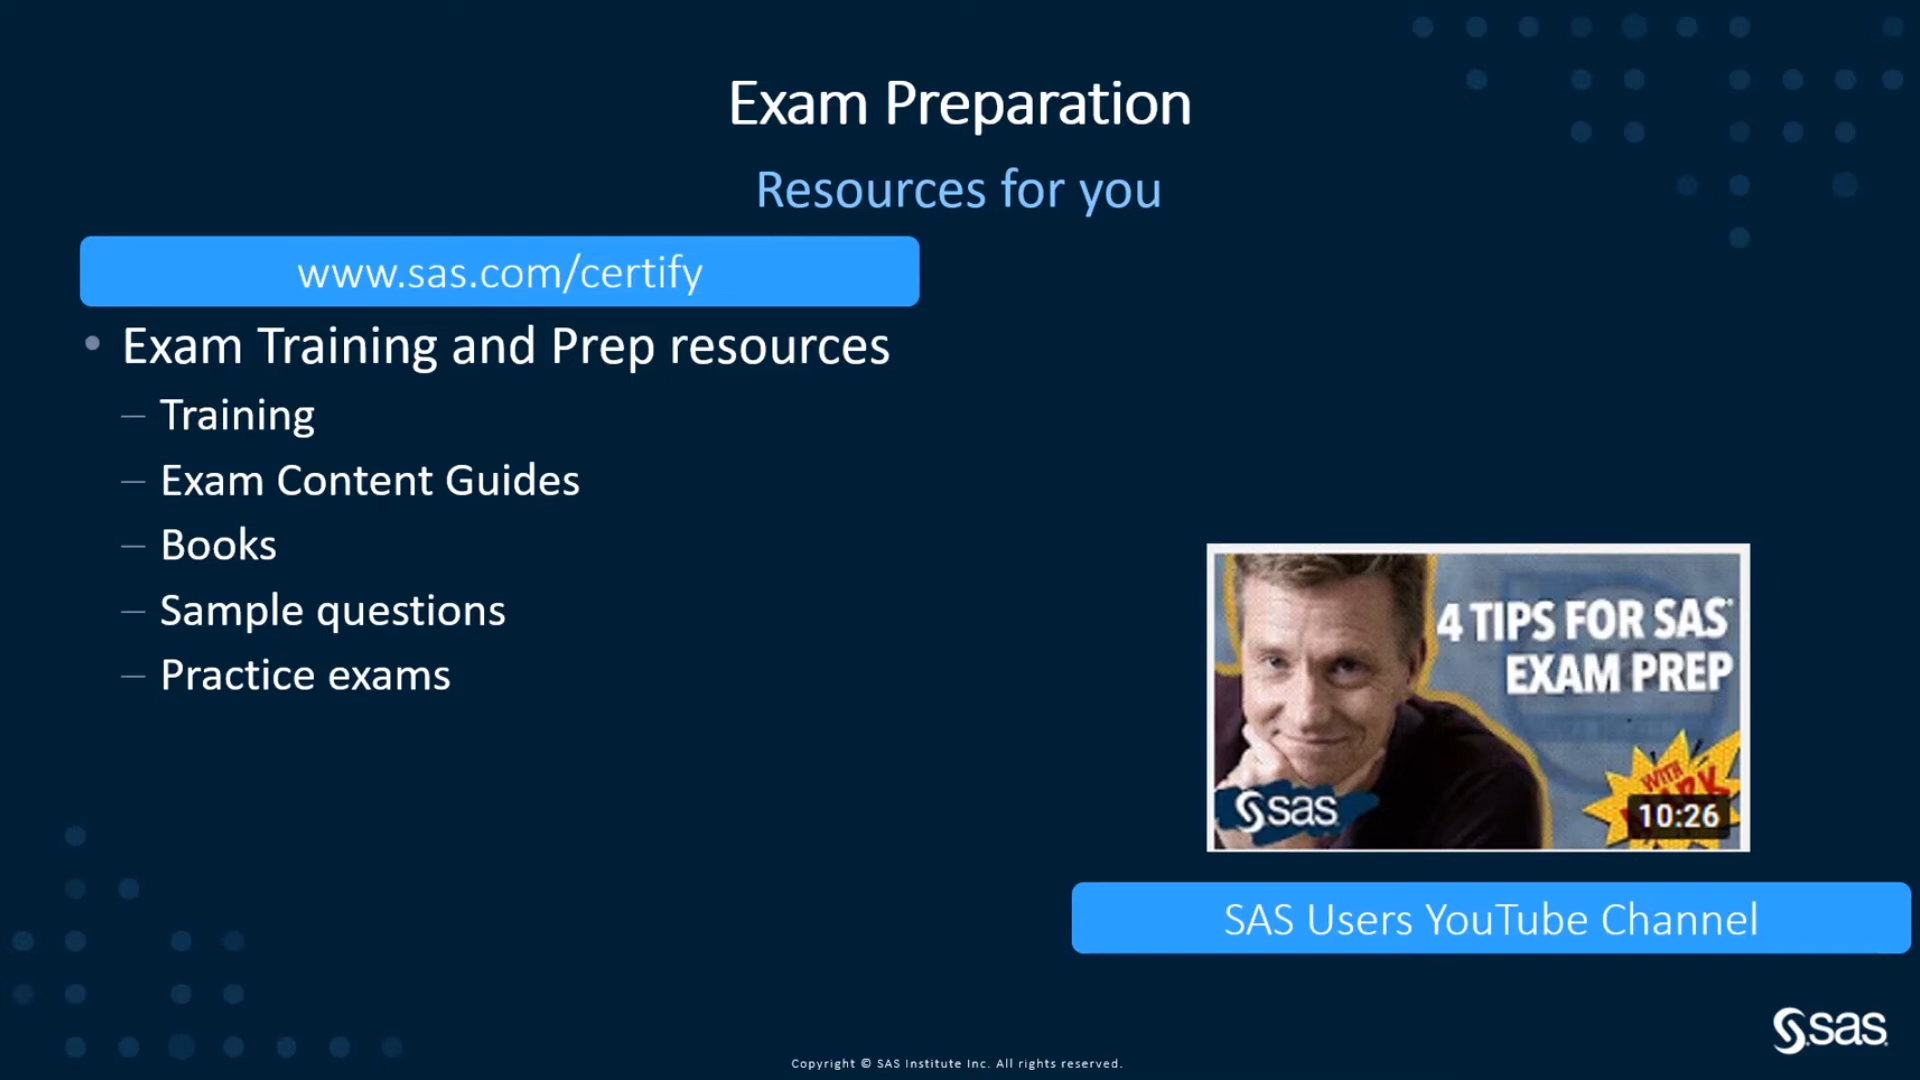 Exam Preparation
Resources for you
www.sas.com/certify
• Exam Training and Prep resources
– Training
– Exam Content Guides
– Books
– Sample questions
– Practice exams
4 TIPS FOR SAS®
EXAM PREP
WITH
sas
10:26
SAS Users YouTube Channel
sas
Copyright © SAS Institute Inc. All rights reserved.